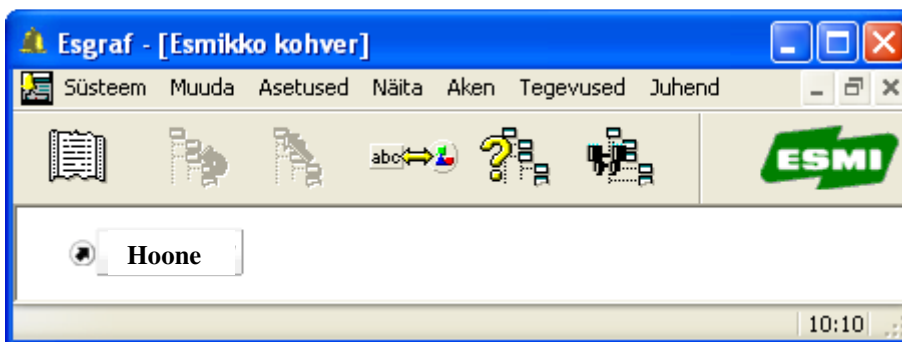 Esgraf - [Esmikko kohver]
Süsteem Muuda Asetused Näita Aken Tegevused Juhend
abc
ESMI
Hoone
10:10